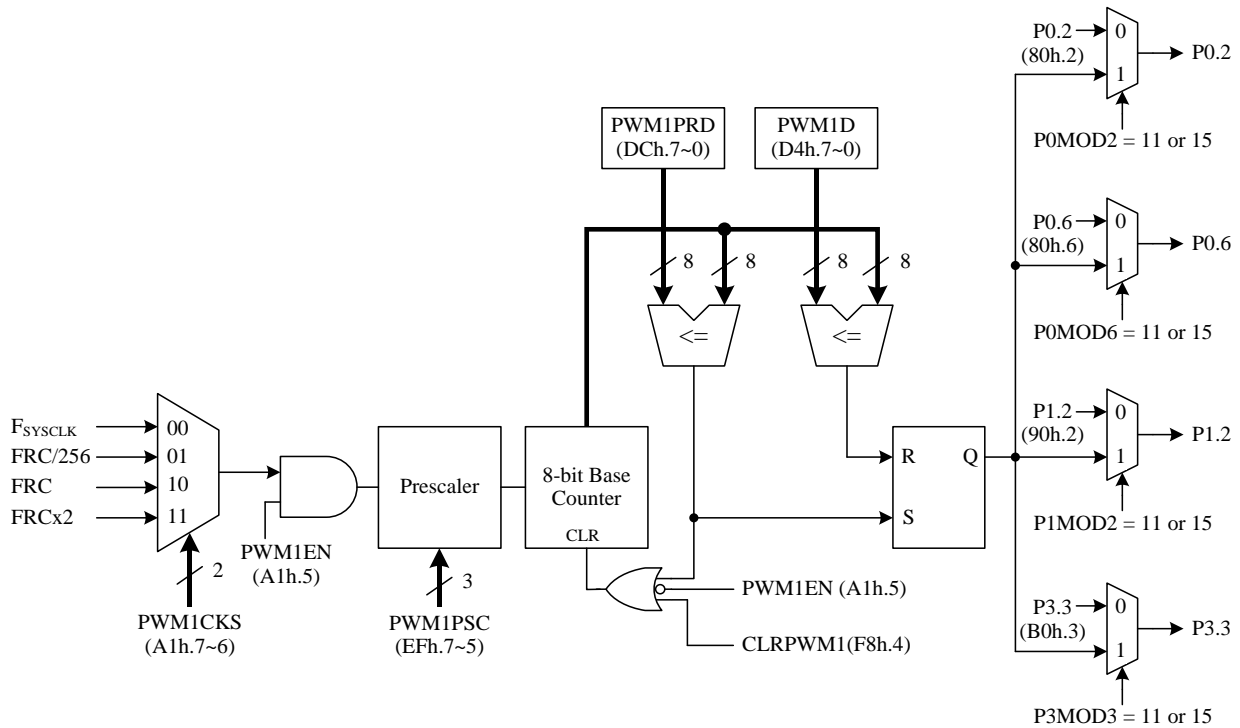 P0.2
(80h.2)
0
1
P0.2
P0MOD2 = 11 or 15
PWM1PRD
(DCh.7~0)
PWM1D
(D4h.7~0)
P0.6
(80h.6)
0
1
P0.6
P0MOD6 = 11 or 15
8
8
8
8
<=
<=
P1.2
(90h.2)
0
1
P1.2
P1MOD2 = 11 or 15
FSYSCLK
FRC/256
FRC
FRCx2
00
01
10
11
2
PWM1CKS
(A1h.7~6)
PWM1EN
(A1h.5)
Prescaler
3
PWM1PSC
(EFh.7~5)
8-bit Base
Counter
CLR
R
S
Q
PWM1EN (A1h.5)
CLRPWM1(F8h.4)
P3.3
(B0h.3)
0
1
P3.3
P3MOD3 = 11 or 15